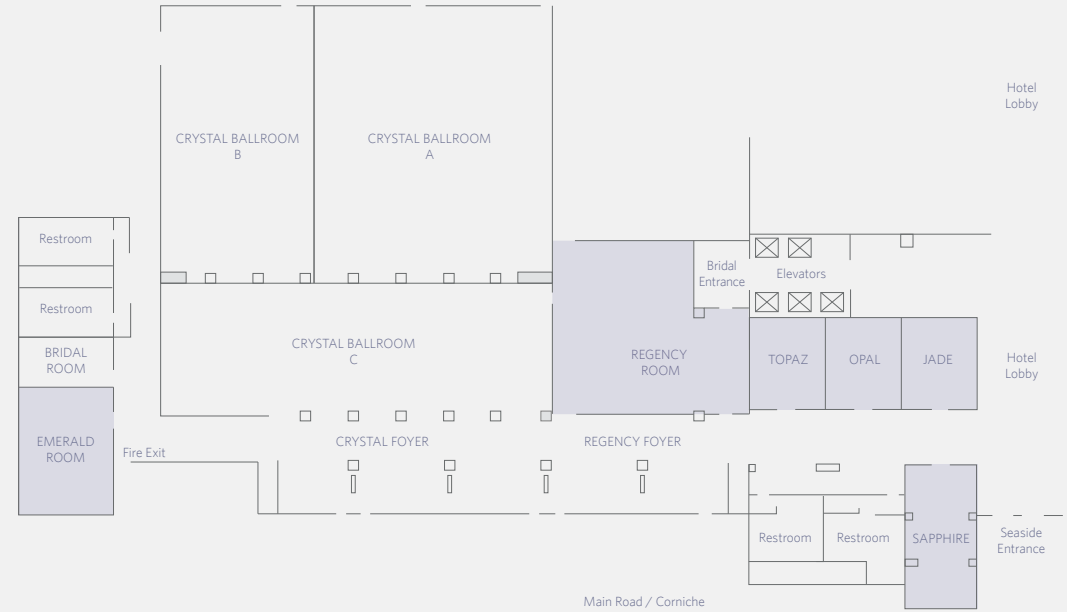 Hotel
Lobby
CRYSTAL BALLROOM
B
CRYSTAL BALLROOM
A
Restroom
Bridal
Entrance
Elevators
Restroom
CRYSTAL BALLROOM
C
BRIDAL
ROOM
REGENCY
ROOM
TOPAZ
OPAL
JADE
Hotel
Lobby
EMERALD
ROOM
Fire Exit
CRYSTAL FOYER
REGENCY FOYER
Restroom
Restroom
SAPPHIRE
Seaside
Entrance
Main Road / Corniche